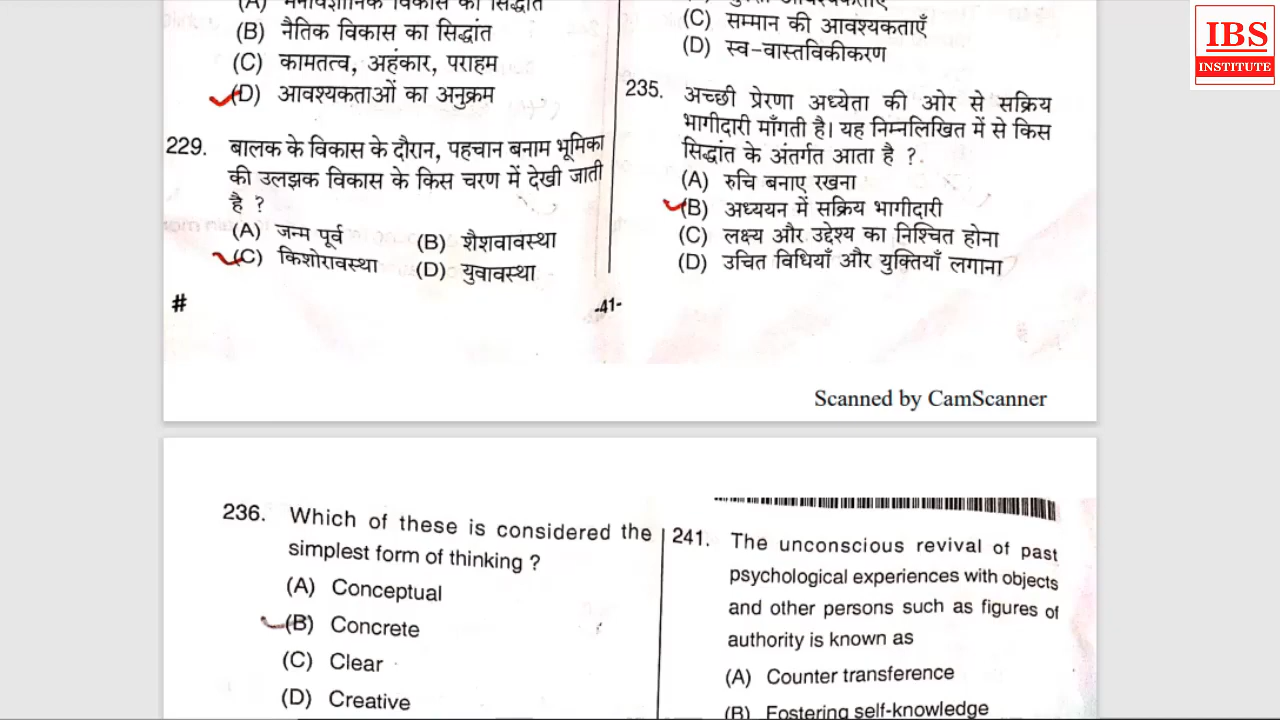 (A) मनोवैज्ञानिक विकास का सिद्धांत
(B) नैतिक विकास का सिद्धांत
(C) कामतत्व, अहंकार, पराहम
(D) आवश्यकताओं का अनुक्रम
229. बालक के विकास के दौरान, पहचान बनाम भूमिका
की उलझक विकास के किस चरण में देखी जाती
है ?
(A) जन्म पूर्व (B) शैशवावस्था
(C) किशोरावस्था (D) युवावस्था
#
-41-
आवश्यकताएँ
(C) सम्मान की आवश्यकताएँ
(D) स्व-वास्तविकीकरण
235. अच्छी प्रेरणा अध्येता की ओर से सक्रिय
भागीदारी माँगती है। यह निम्नलिखित में से किस
सिद्धांत के अंतर्गत आता है ?
(A) रुचि बनाए रखना
(B) अध्ययन में सक्रिय भागीदारी
(C) लक्ष्य और उद्देश्य का निश्चित होना
(D) उचित विधियाँ और युक्तियाँ लगाना
IBS
INSTITUTE
Scanned by CamScanner
236. Which of these is considered the
simplest form of thinking ?
(A) Conceptual
(B) Concrete
(C) Clear
(D) Creative
241. The unconscious revival of past
psychological experiences with objects
and other persons such as figures of
authority is known as
(A) Counter transference
(B) Fostering self-knowledge